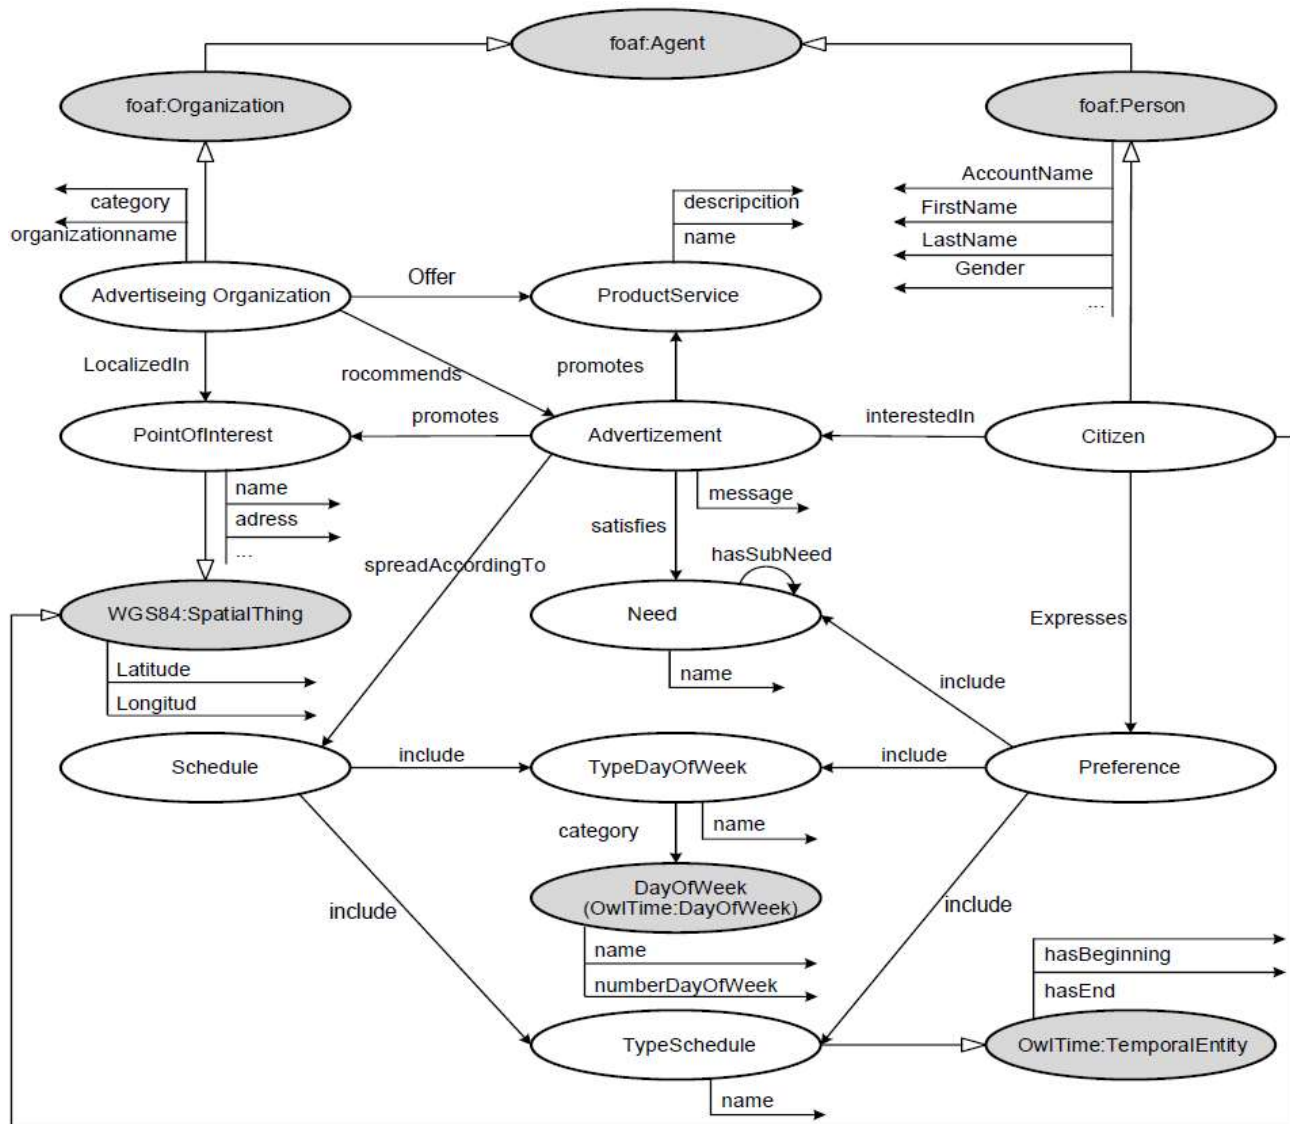 foaf:Agent
foaf:Organization
foaf:Person
category
organizationname
descripcition
name
AccountName
FirstName
LastName
Gender
...
Advertiseing Organization
Offer
ProductService
LocalizedIn
rocommends
promotes
PointOfInterest
promotes
Advertizement
interestedIn
Citizen
name
adress
...
message
satisfies
hasSubNeed
spreadAccordingTo
WGS84:SpatialThing
Need
Expresses
Latitude
Longitud
name
include
Schedule
include
TypeDayOfWeek
include
Preference
category
name
DayOfWeek
(OwlTime:DayOfWeek)
include
include
name
numberDayOfWeek
hasBeginning
hasEnd
TypeSchedule
OwlTime:TemporalEntity
name